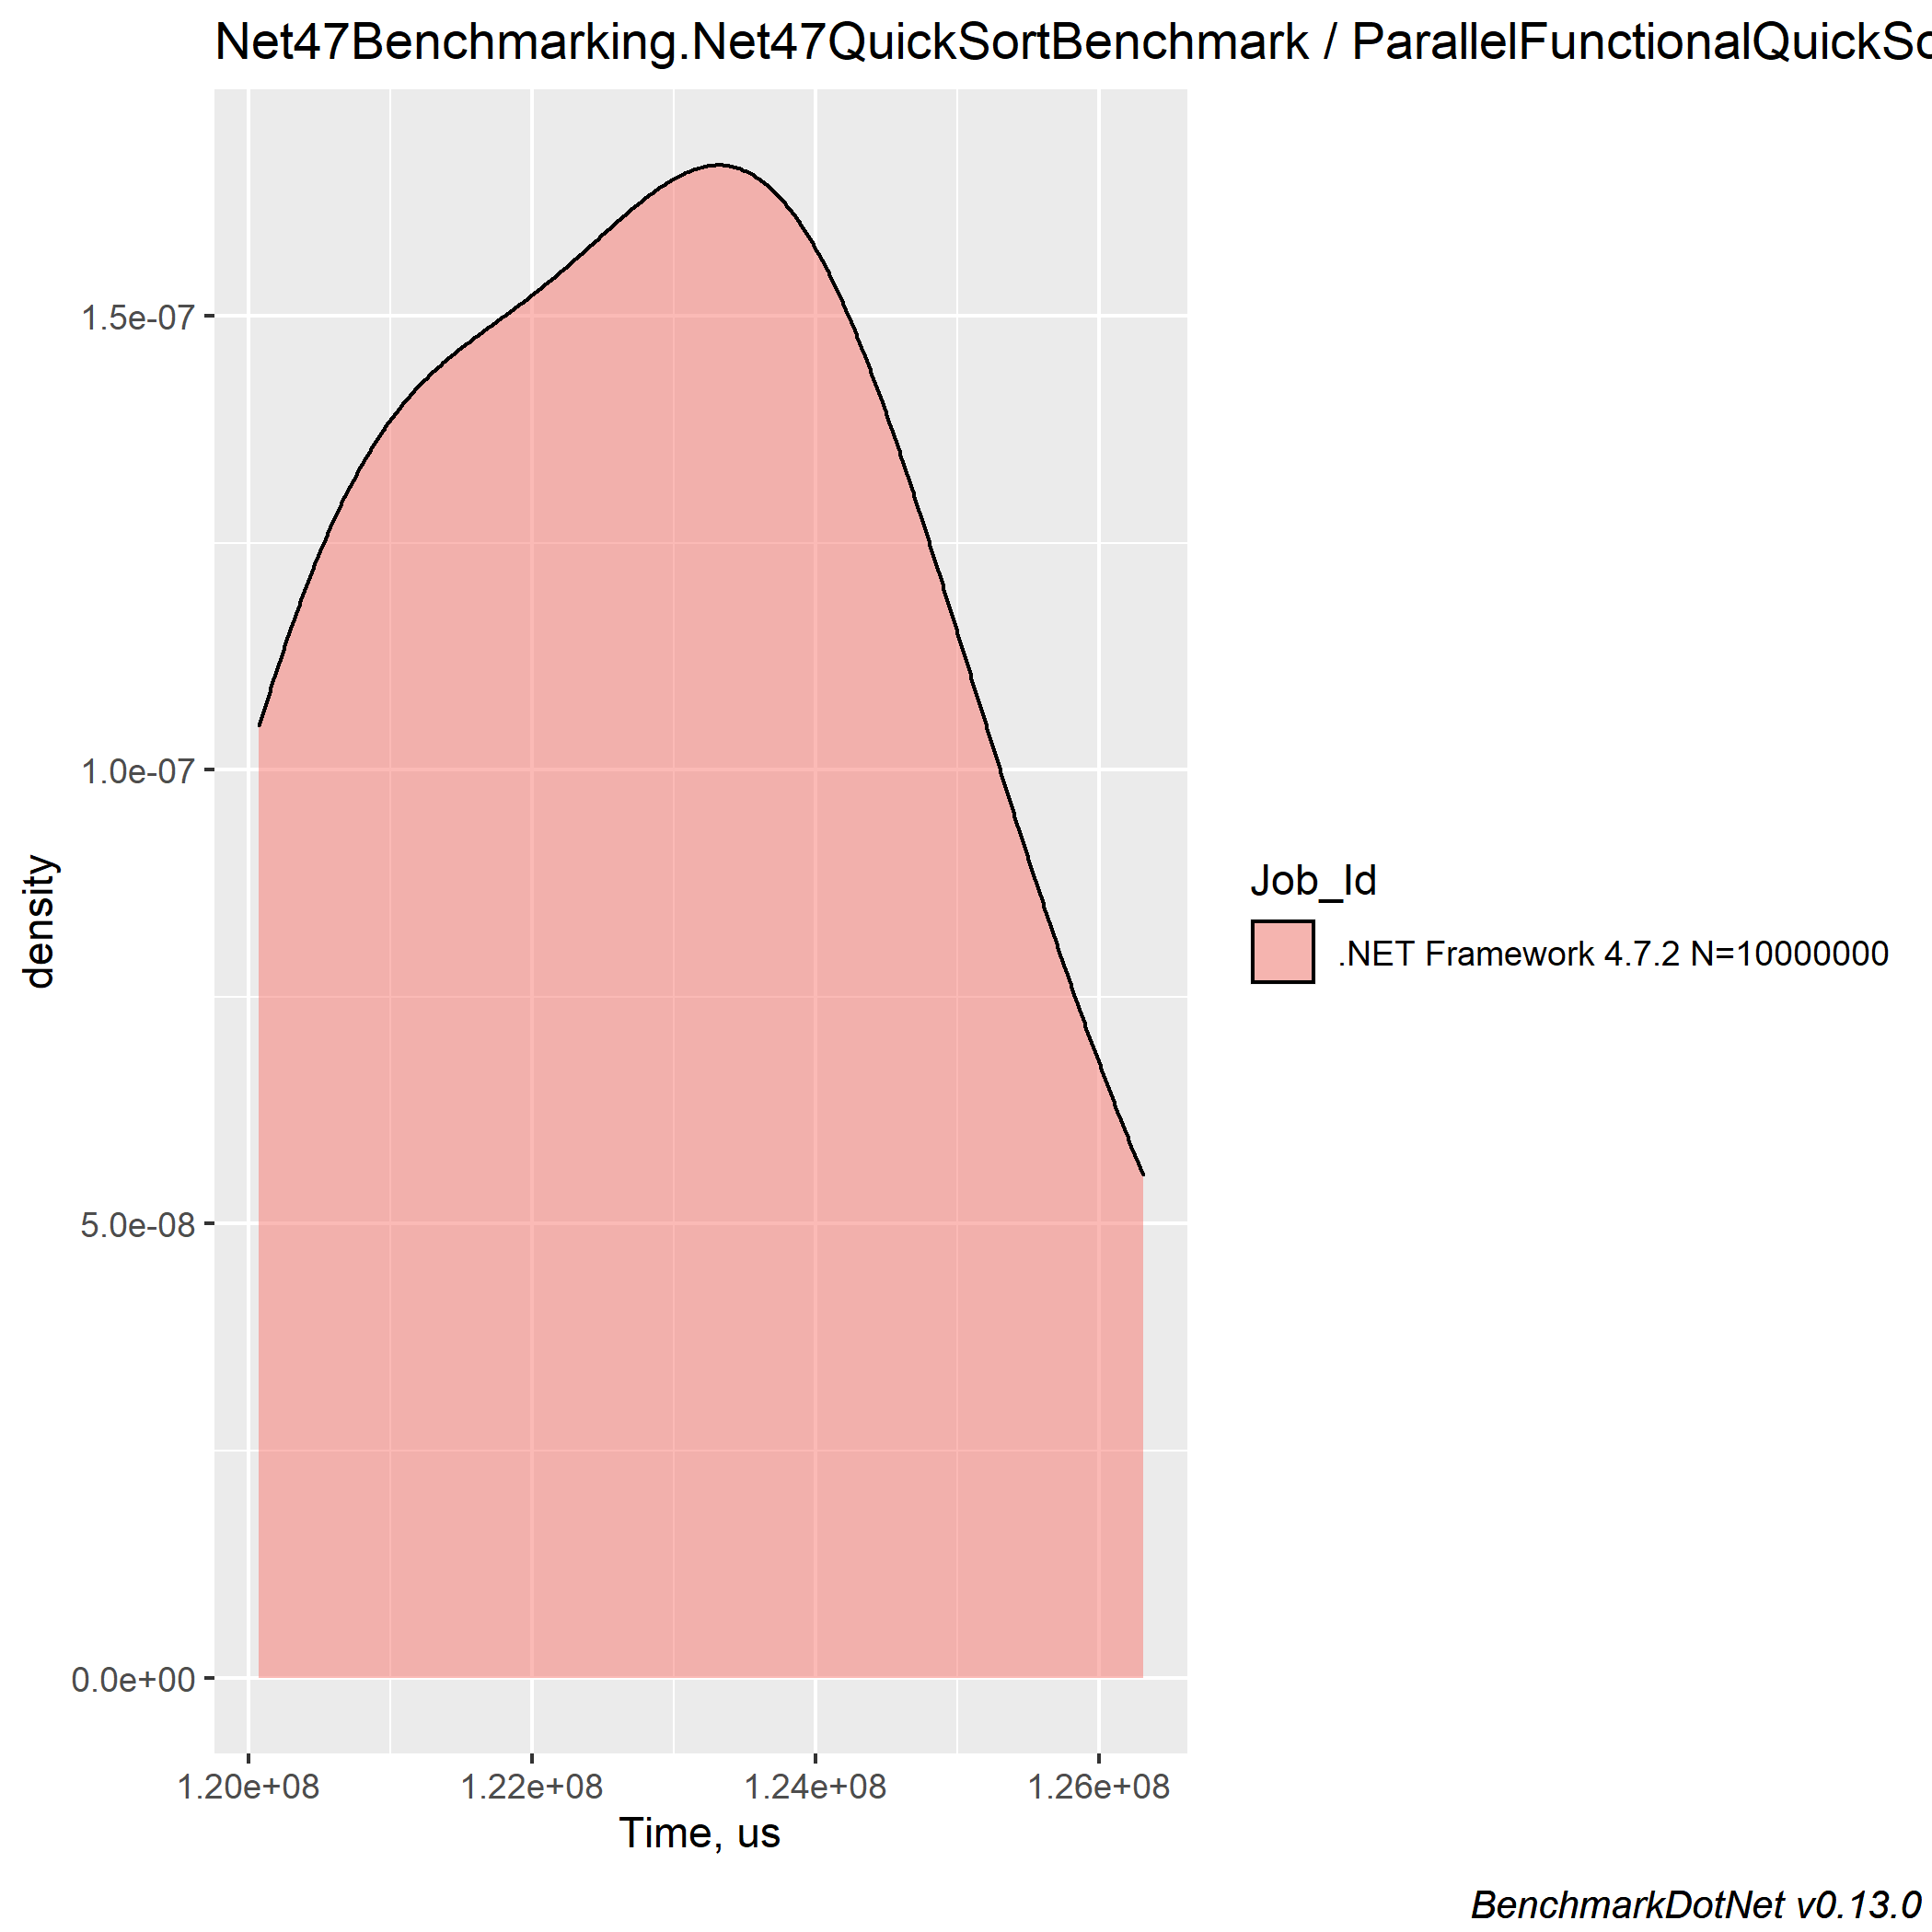 Net47Benchmarking.Net47QuickSortBenchmark / ParallelFunctionalQuickSo
1.5e-07
1.0e-07
5.0e-08
0.0e+00
density
1.20e+08 1.22e+08 1.24e+08 1.26e+08
Time, us
Job_Id
.NET Framework 4.7.2 N=10000000
BenchmarkDotNet v0.13.0